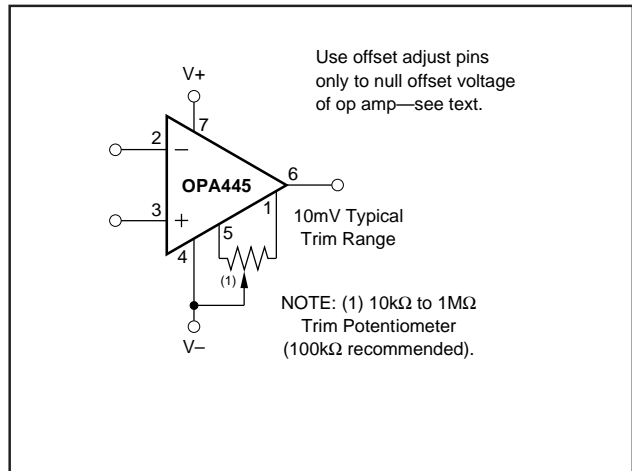 Use offset adjust pins
only to null offset voltage
of op amp—see text.
V+
7
2
–
OPA445
6
3
+
1
5
4
10mV Typical
Trim Range
(1)
NOTE: (1) 10kΩ to 1MΩ
Trim Potentiometer
(100kΩ recommended).
V–